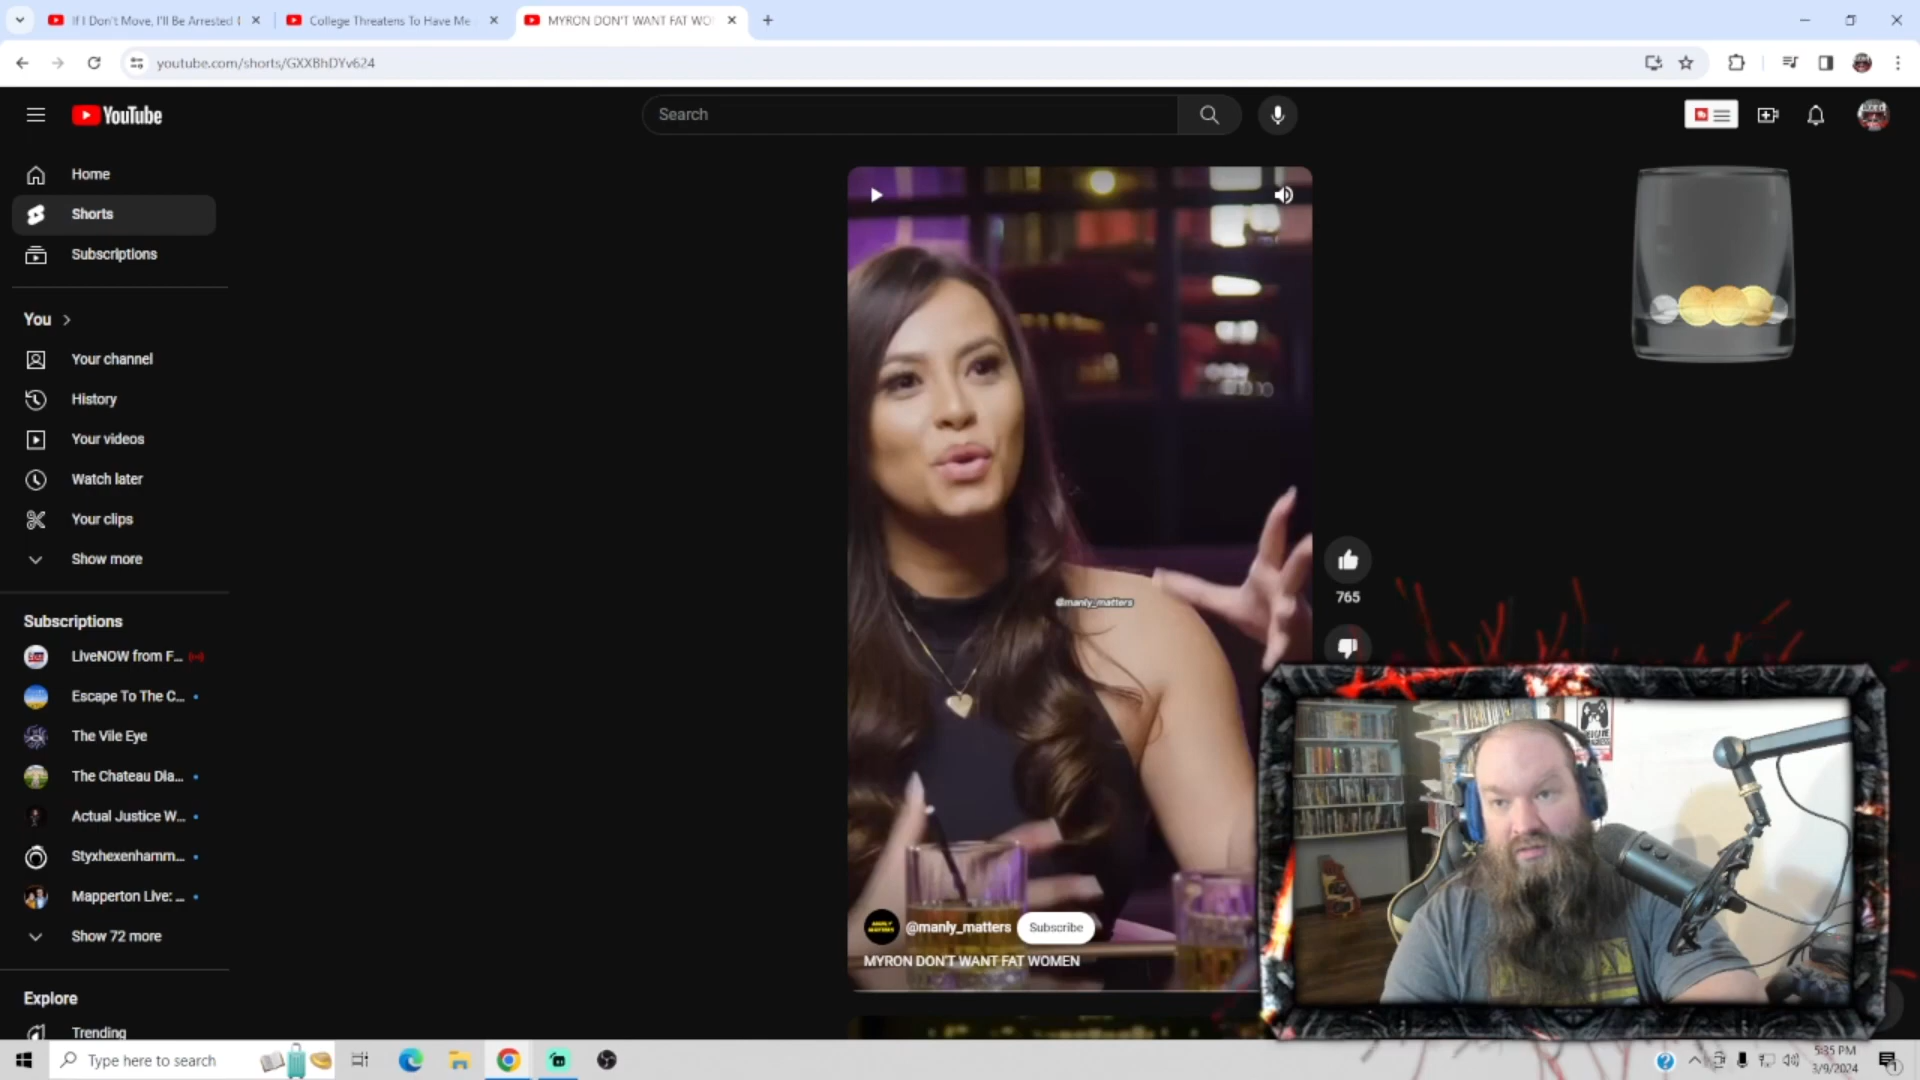 If I Don't Move, I'll Be Arrested
College Threatens To Have Me
MYRON DON'T WANT FAT WO
youtube.com/shorts/GXXBhDYv624
YouTube
Search
Home
Shorts
Subscriptions
You
Your channel
History
Your videos
Watch later
Your clips
Show more
Subscriptions
LiveNOW from F...
Escape To The C...
The Vile Eye
The Chateau Dia...
Actual Justice W...
Styxhexenhamm...
Mapperton Live: ...
Show 72 more
Explore
Trending
@manly_matters
765
MANLY
MATTERS
@manly_matters
Subscribe
MYRON DON'T WANT FAT WOMEN
Type here to search
5:35 PM
3/9/2024